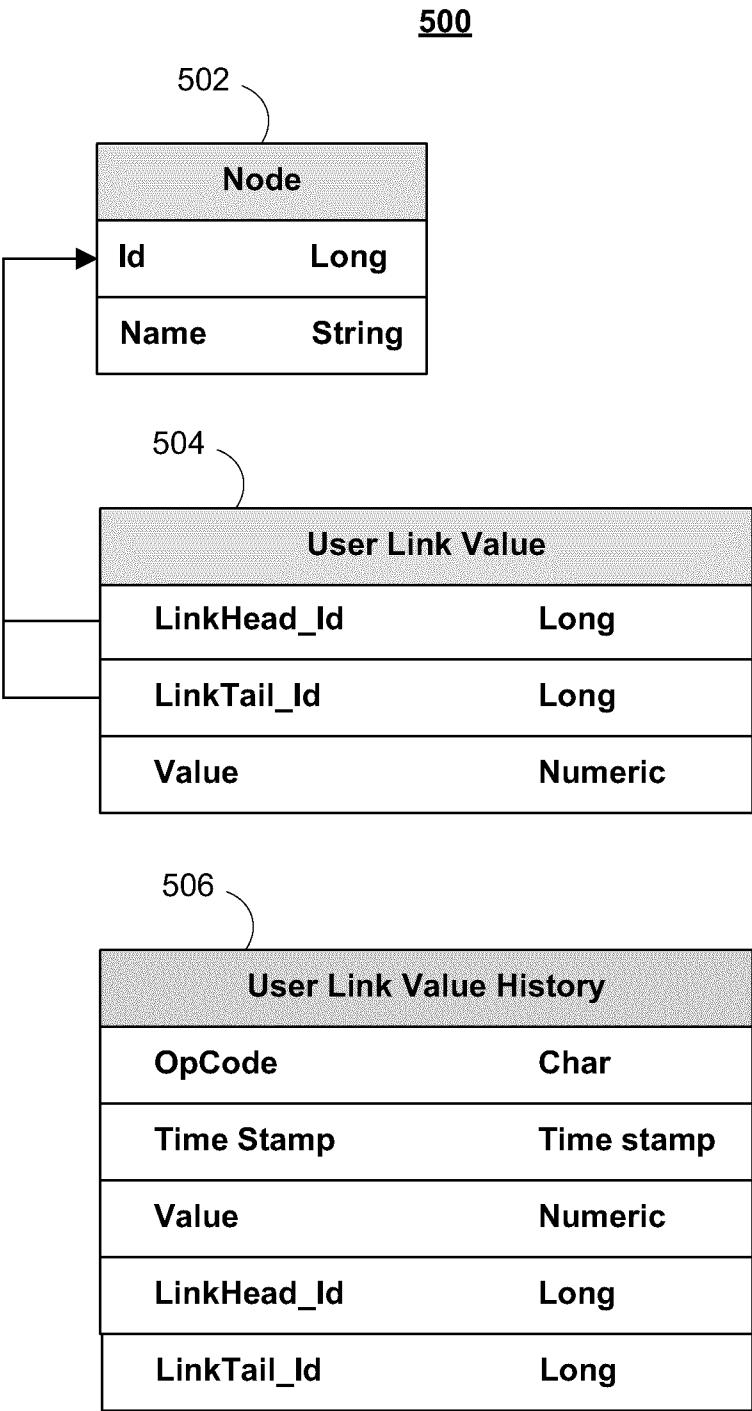 500
502
Node
Id Long
Name String
504
User Link Value
LinkHead_Id Long
LinkTail_Id Long
Value Numeric
506
User Link Value History
OpCode Char
Time Stamp Time stamp
Value Numeric
LinkHead_Id Long
LinkTail_Id Long